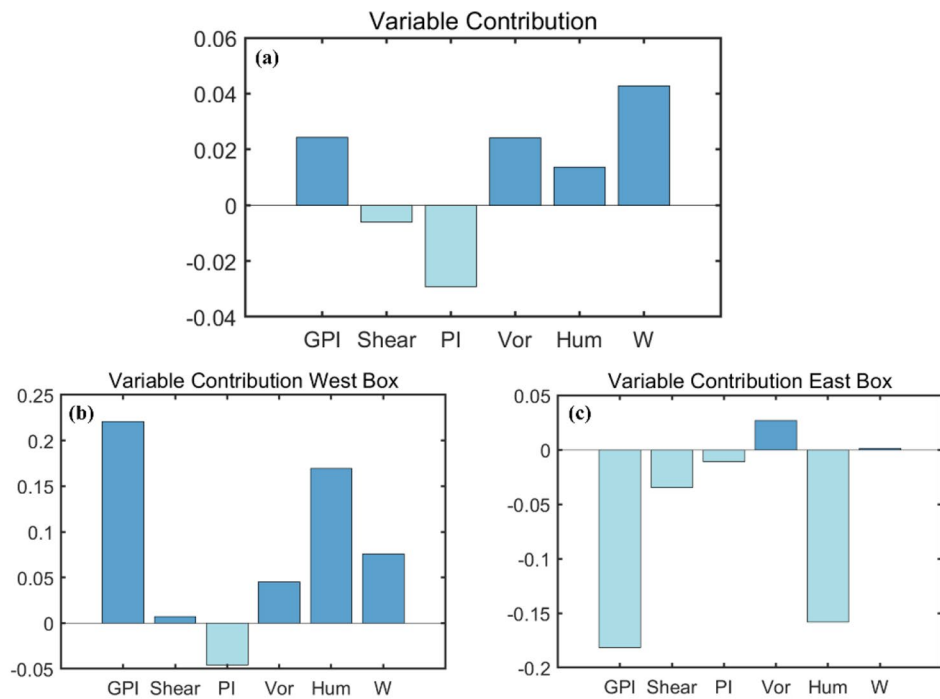 Variable Contribution
(a)
0.06
0.04
0.02
0
-0.02
-0.04
GPI Shear PI Vor Hum W
Variable Contribution West Box
(b)
0.25
0.2
0.15
0.1
0.05
0
-0.05
GPI Shear PI Vor Hum W
Variable Contribution East Box
(c)
0.05
0
-0.05
-0.1
-0.15
-0.2
GPI Shear PI Vor Hum W